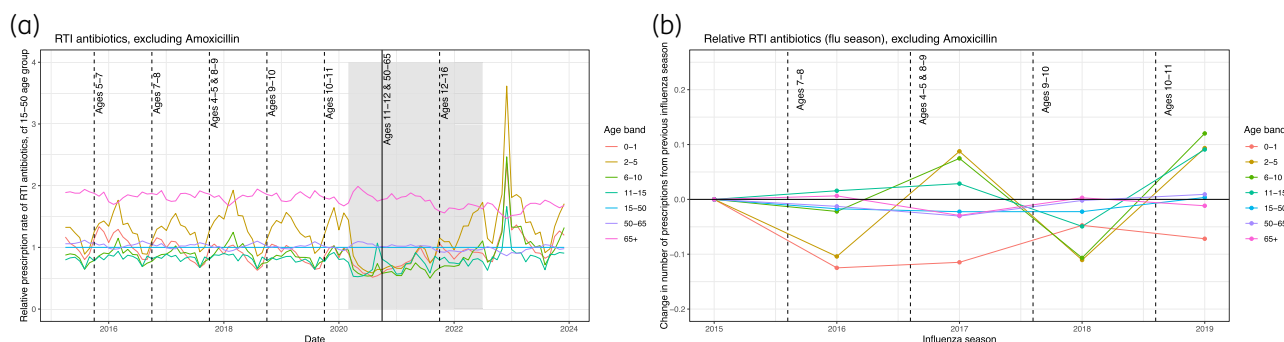 (a)
RTI antibiotics, excluding Amoxicillin
Relative prescription rate of RTI antibiotics, cf 15−50 age group
4
3
2
1
0
Ages 5−7
Ages 7−8
Ages 4−5 & 8−9
Ages 9−10
Ages 10−11
Ages 11−12 & 50−65
Ages 12−16
2016
2018
2020
2022
2024
Date
Age band
0−1
2−5
6−10
11−15
15−50
50−65
65+
(b)
Relative RTI antibiotics (flu season), excluding Amoxicillin
Change in number of prescriptions from previous influenza season
0.2
0.1
0.0
−0.1
−0.2
Ages 7−8
Ages 4−5 & 8−9
Ages 9−10
Ages 10−11
2015
2016
2017
2018
2019
Influenza season
Age band
0−1
2−5
6−10
11−15
15−50
50−65
65+